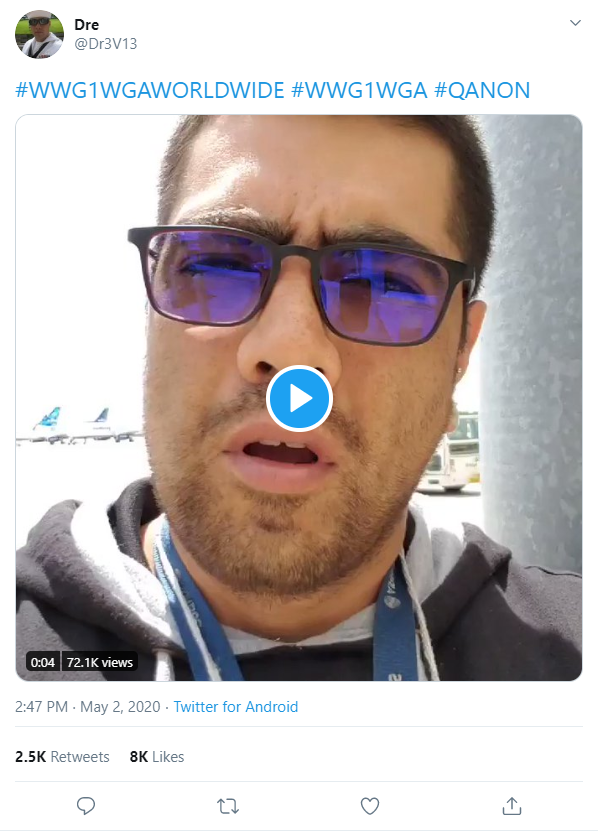 Dre
@Dr3V13
#WWG1WGAWORLDWIDE #WWG1WGA #QANON
0:04 72.1K views
2:47 PM · May 2, 2020 · Twitter for Android
2.5K Retweets 8K Likes